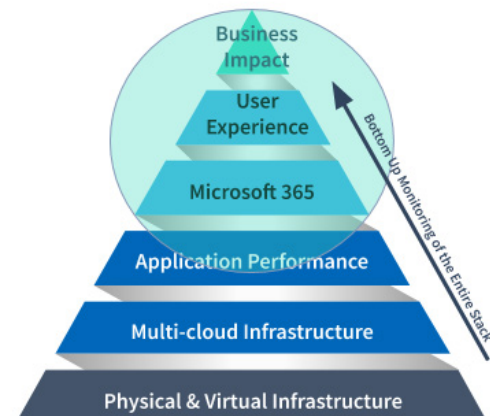 Business
Impact
User
Experience
Microsoft 365
Application Performance
Multi-cloud Infrastructure
Physical & Virtual Infrastructure
Bottom Up Monitoring of the Entire Stack